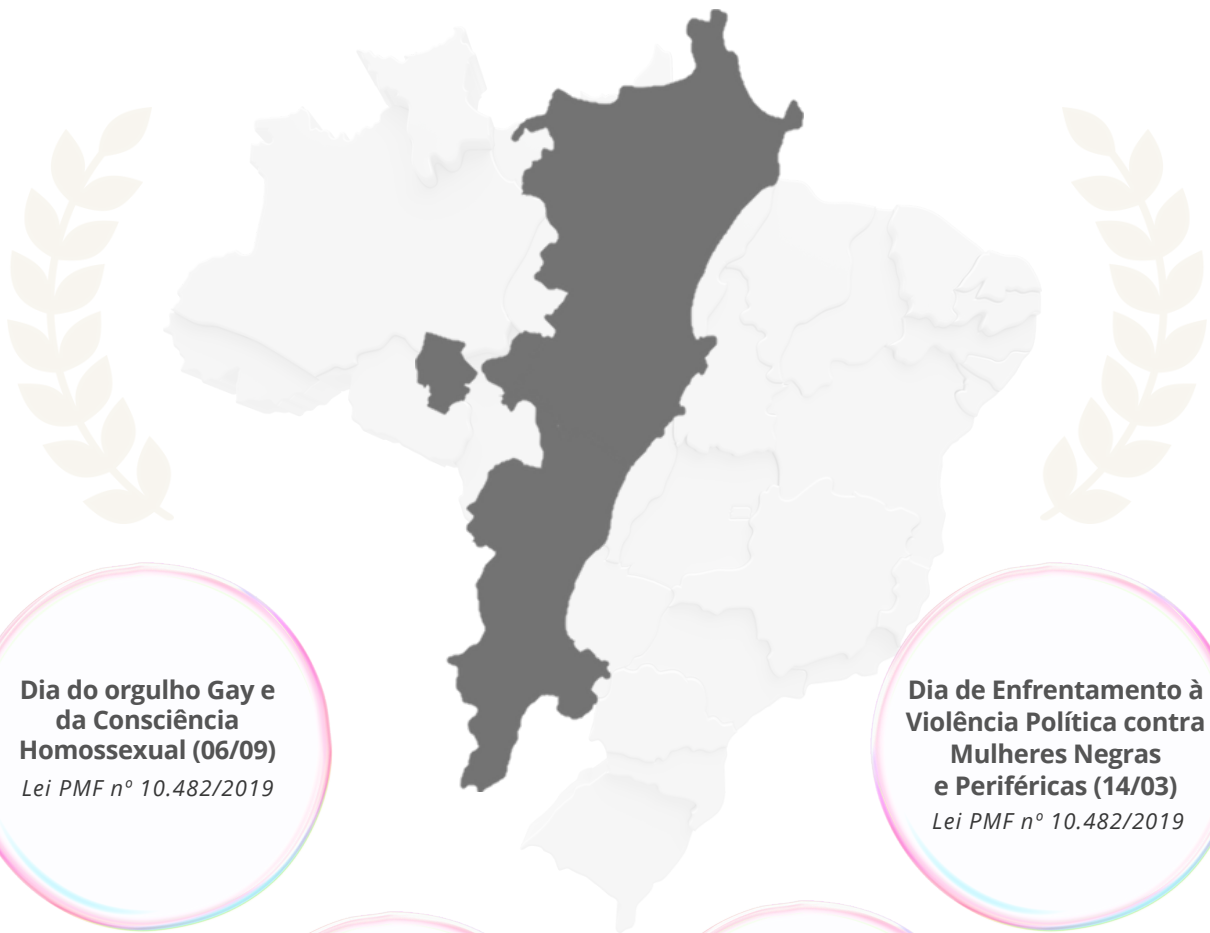 Dia do orgulho Gay e
da Consciência
Homossexual (06/09)
Lei PMF nº 10.482/2019
Dia de Enfrentamento à
Violência Política contra
Mulheres Negras
e Periféricas (14/03)
Lei PMF nº 10.482/2019